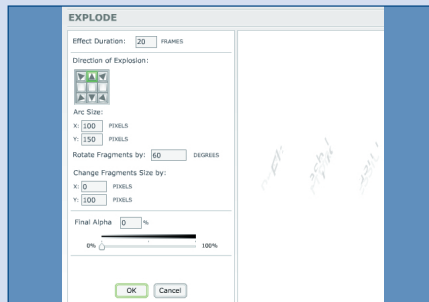 EXPLODE
Effect Duration: 20 FRAMES
Direction of Explosion:
Arc Size:
X: 100 PIXELS
Y: 150 PIXELS
Rotate Fragments by: 60 DEGREES
Change Fragments Size by:
X: 0 PIXELS
Y: 100 PIXELS
Final Alpha 0 %
0% 100%
OK Cancel